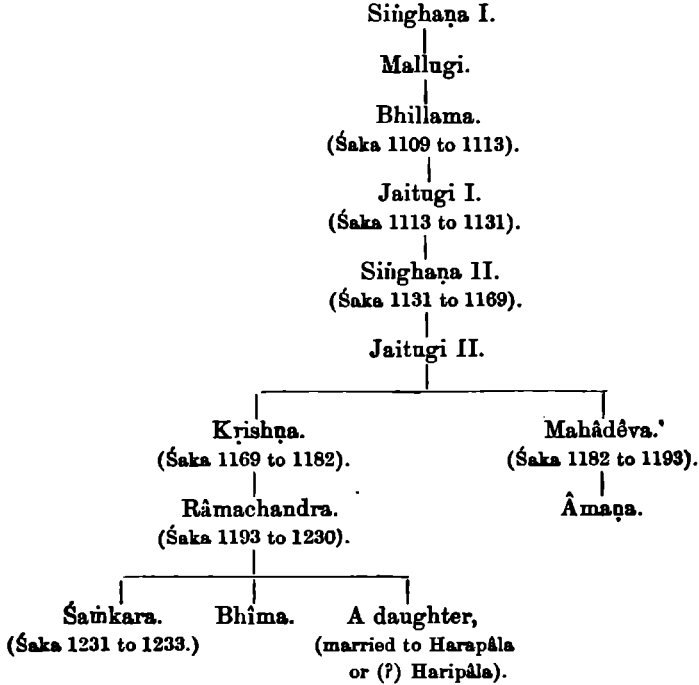 Siṅghaṇa I.
Mallugi.
Bhillama.
(Śaka 1109 to 1113).
Jaitugi I.
(Śaka 1113 to 1131).
Siṅghaṇa II.
(Śaka 1131 to 1169).
Jaitugi II.
Kṛishṇa. Mahâdêva.
(Śaka 1169 to 1182). (Śaka 1182 to 1193).
Râmachandra. Âmaṇa.
(Śaka 1193 to 1230).
Śaṁkara. Bhîma. A daughter,
(Śaka 1231 to 1233.) (married to Harapâla
or (?) Haripâla).